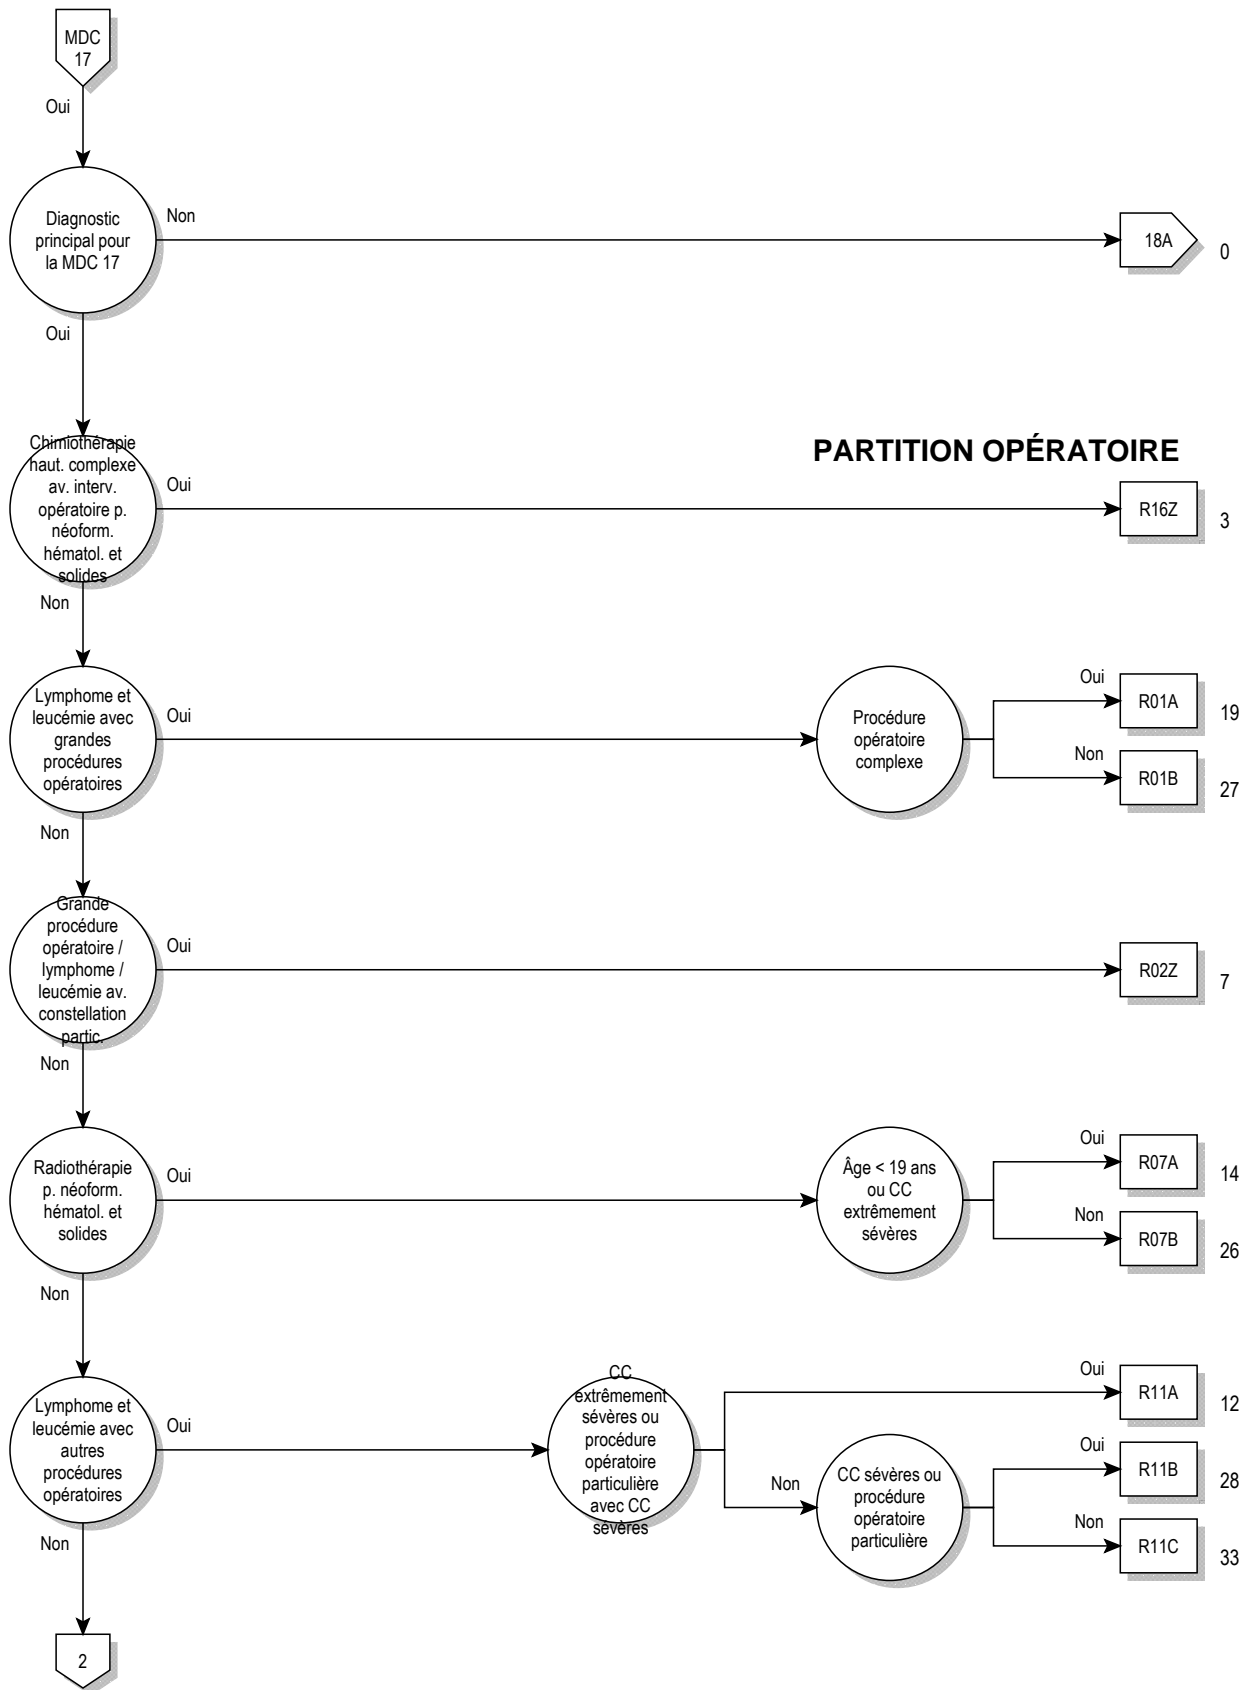 MDC
17
Oui
Diagnostic
principal pour
la MDC 17
Non
18A
0
Oui
PARTITION OPÉRATOIRE
Chimiothérapie
haut. complexe
av. interv.
opératoire p.
néoform.
hématol. et
solides
Oui
R16Z
3
Non
Lymphome et
leucémie avec
grandes
procédures
opératoires
Oui
Procédure
opératoire
complexe
Oui
R01A
19
Non
R01B
27
Non
Grande
procédure
opératoire /
lymphome /
leucémie av.
constellation
partic.
Oui
R02Z
7
Non
Radiothérapie
p. néoform.
hématol. et
solides
Oui
Âge < 19 ans
ou CC
extrêmement
sévères
Oui
R07A
14
Non
R07B
26
Non
Lymphome et
leucémie avec
autres
procédures
opératoires
Oui
CC
extrêmement
sévères ou
procédure
opératoire
particulière
avec CC
sévères
Oui
R11A
12
Non
CC sévères ou
procédure
opératoire
particulière
Oui
R11B
28
Non
R11C
33
Non
2